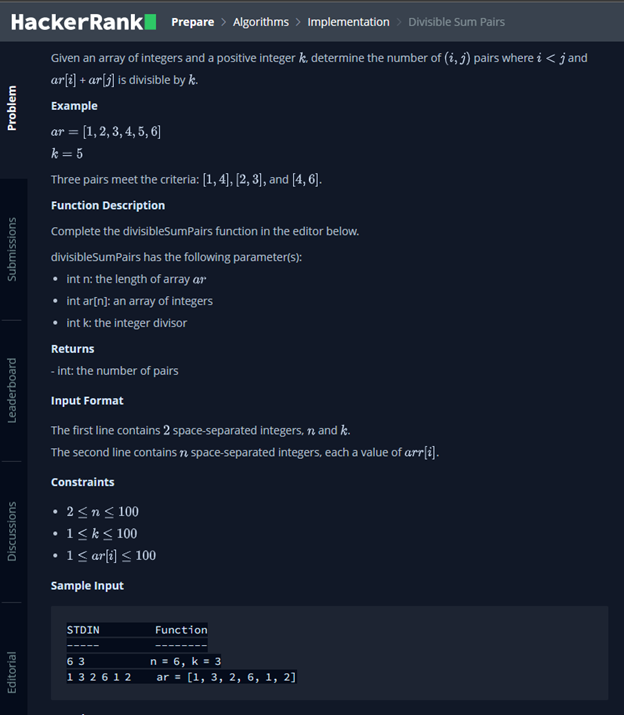 HackerRank Prepare > Algorithms > Implementation > Divisible Sum Pairs
Problem
Submissions
Leaderboard
Discussions
Editorial
Given an array of integers and a positive integer k, determine the number of (i, j) pairs where i < j and
ar[i] + ar[j] is divisible by k.
Example
ar = [1, 2, 3, 4, 5, 6]
k = 5
Three pairs meet the criteria: [1, 4], [2, 3], and [4, 6].
Function Description
Complete the divisibleSumPairs function in the editor below.
divisibleSumPairs has the following parameter(s):
• int n: the length of array ar
• int ar[n]: an array of integers
• int k: the integer divisor
Returns
- int: the number of pairs
Input Format
The first line contains 2 space-separated integers, n and k.
The second line contains n space-separated integers, each a value of arr[i].
Constraints
• 2 ≤ n ≤ 100
• 1 ≤ k ≤ 100
• 1 ≤ ar[i] ≤ 100
Sample Input
STDIN Function
----- --------
6 3 n = 6, k = 3
1 3 2 6 1 2 ar = [1, 3, 2, 6, 1, 2]